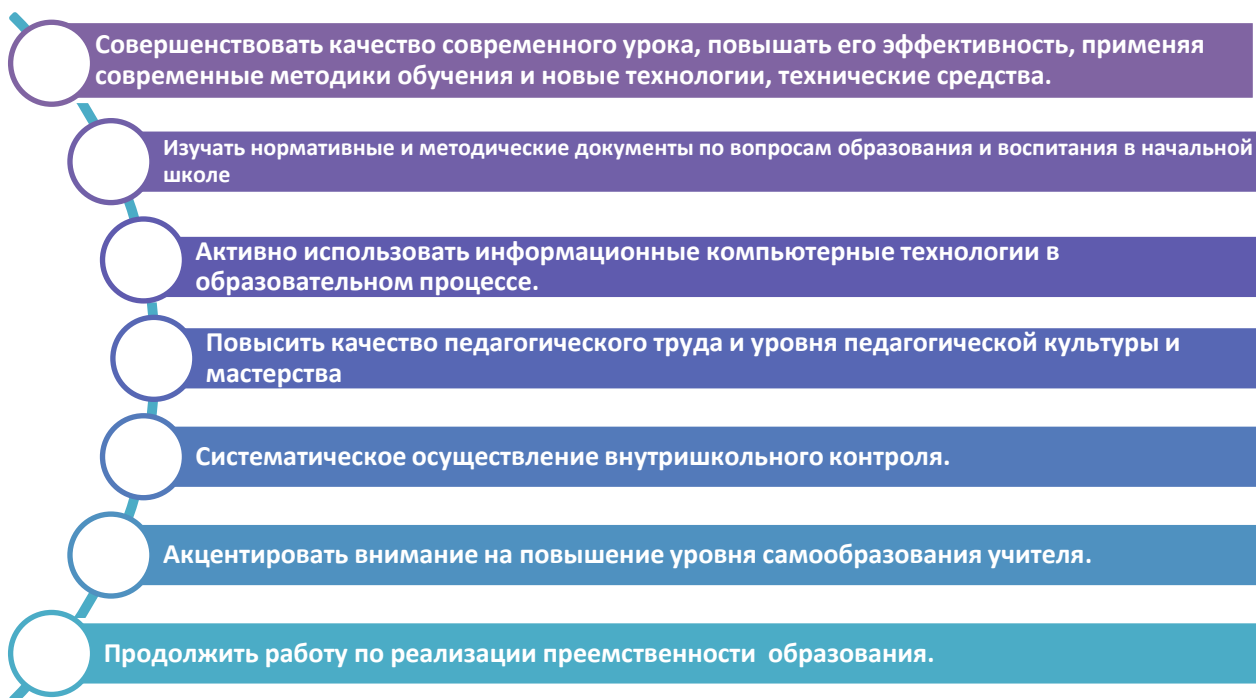 Совершенствовать качество современного урока, повышать его эффективность, применяя
современные методики обучения и новые технологии, технические средства.
Изучать нормативные и методические документы по вопросам образования и воспитания в начальной
школе
Активно использовать информационные компьютерные технологии в
образовательном процессе.
Повысить качество педагогического труда и уровня педагогической культуры и
мастерства
Систематическое осуществление внутришкольного контроля.
Акцентировать внимание на повышение уровня самообразования учителя.
Продолжить работу по реализации преемственности образования.